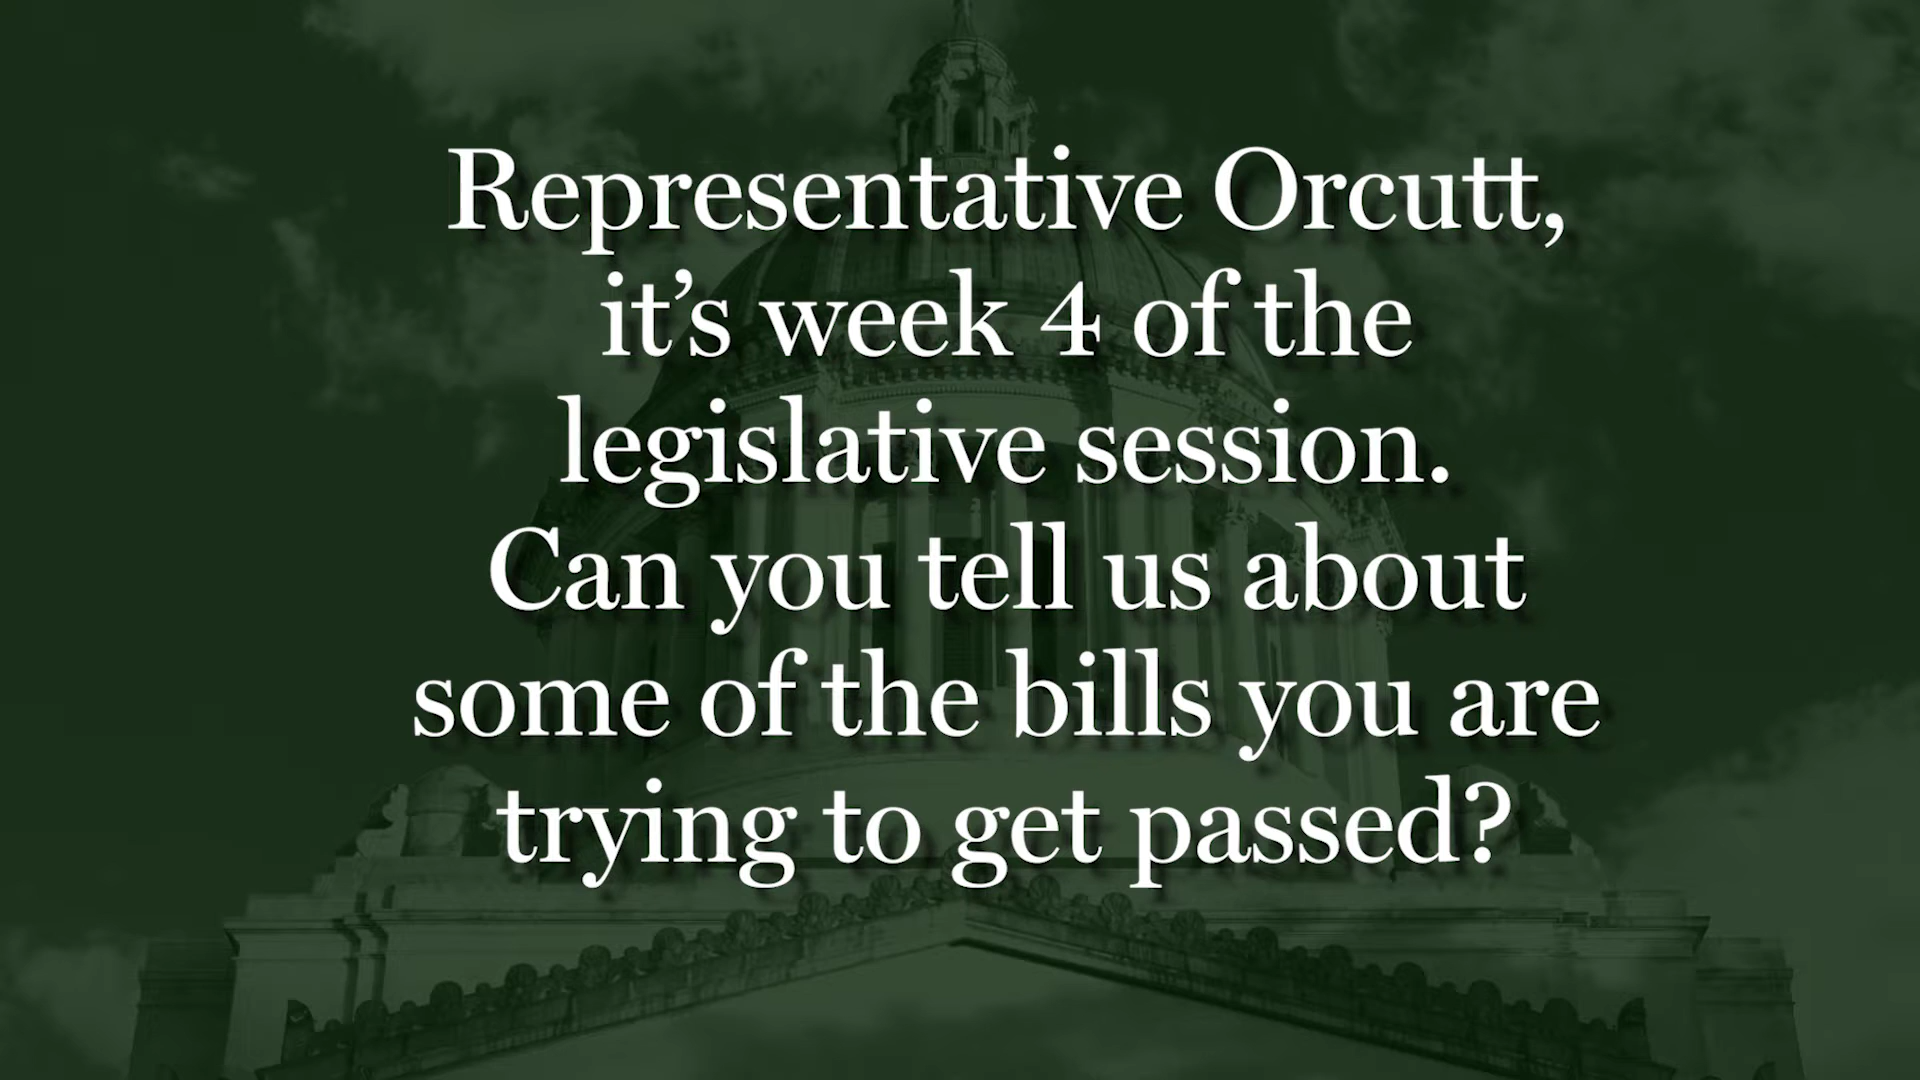 Representative Orcutt,
it’s week 4 of the
legislative session.
Can you tell us about
some of the bills you are
trying to get passed?